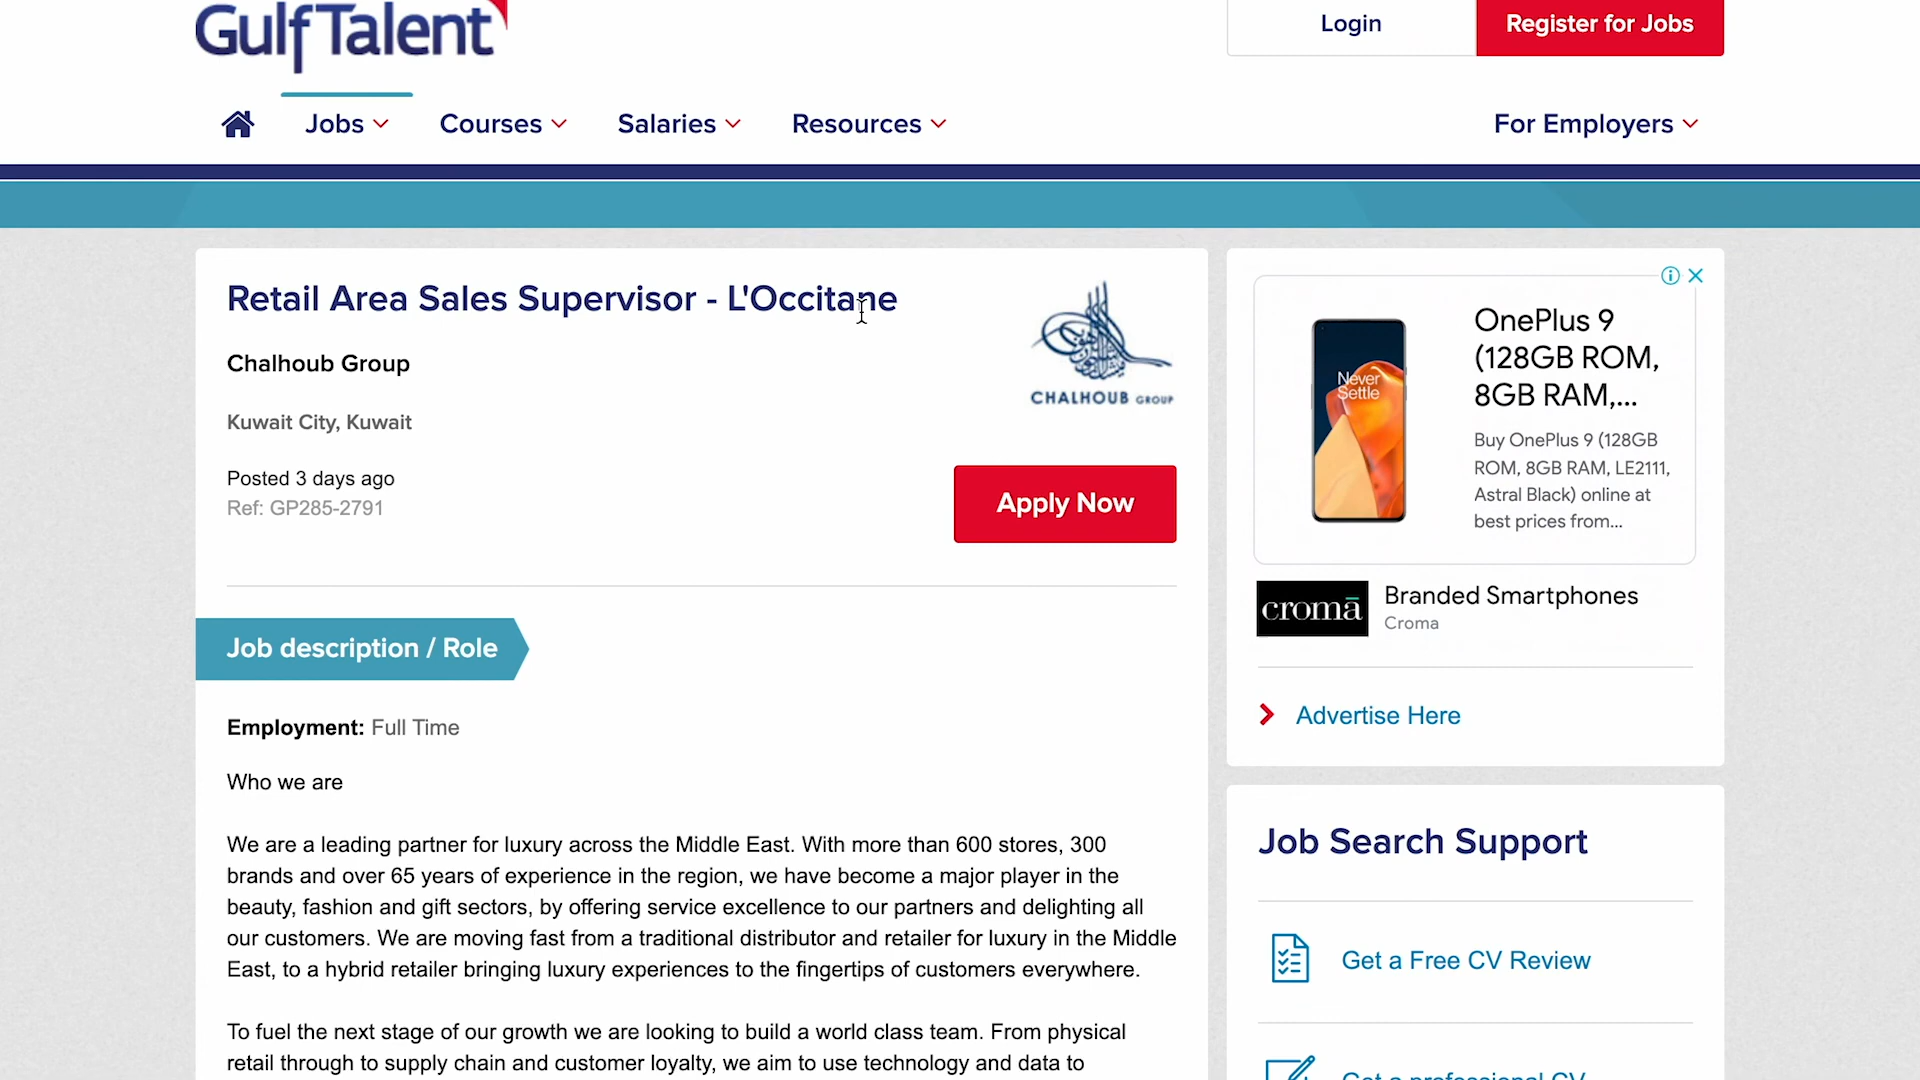 GulfTalent
Login
Register for Jobs
Jobs
Courses
Salaries
Resources
For Employers
Retail Area Sales Supervisor - L'Occitane
Chalhoub Group
Kuwait City, Kuwait
Posted 3 days ago
Ref: GP285-2791
CHALHOUB GROUP
Apply Now
Job description / Role
Employment: Full Time
Who we are
We are a leading partner for luxury across the Middle East. With more than 600 stores, 300
brands and over 65 years of experience in the region, we have become a major player in the
beauty, fashion and gift sectors, by offering service excellence to our partners and delighting all
our customers. We are moving fast from a traditional distributor and retailer for luxury in the Middle
East, to a hybrid retailer bringing luxury experiences to the fingertips of customers everywhere.
To fuel the next stage of our growth we are looking to build a world class team. From physical
retail through to supply chain and customer loyalty, we aim to use technology and data to
Never
Settle
OnePlus 9
(128GB ROM,
8GB RAM,...
Buy OnePlus 9 (128GB
ROM, 8GB RAM, LE2111,
Astral Black) online at
best prices from...
cromā
Branded Smartphones
Croma
Advertise Here
Job Search Support
Get a Free CV Review
Get a professional CV